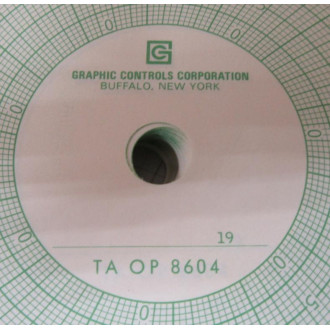 G
GRAPHIC CONTROLS CORPORATION
BUFFALO, NEW YORK
19
TA OP 8604